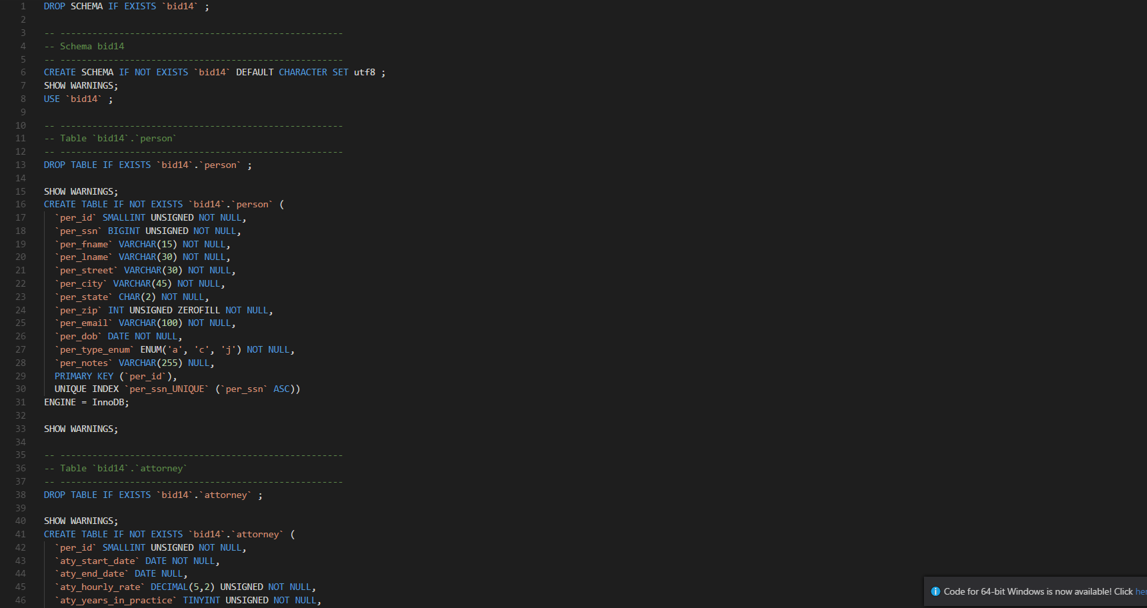 1 DROP SCHEMA IF EXISTS `bid14` ;
2
3 -- -----------------------------------------------------
4 -- Schema bid14
5 -- -----------------------------------------------------
6 CREATE SCHEMA IF NOT EXISTS `bid14` DEFAULT CHARACTER SET utf8 ;
7 SHOW WARNINGS;
8 USE `bid14` ;
9
10 -- -----------------------------------------------------
11 -- Table `bid14`.`person`
12 -- -----------------------------------------------------
13 DROP TABLE IF EXISTS `bid14`.`person` ;
14
15 SHOW WARNINGS;
16 CREATE TABLE IF NOT EXISTS `bid14`.`person` (
17 `per_id` SMALLINT UNSIGNED NOT NULL,
18 `per_ssn` BIGINT UNSIGNED NOT NULL,
19 `per_fname` VARCHAR(15) NOT NULL,
20 `per_lname` VARCHAR(30) NOT NULL,
21 `per_street` VARCHAR(30) NOT NULL,
22 `per_city` VARCHAR(45) NOT NULL,
23 `per_state` CHAR(2) NOT NULL,
24 `per_zip` INT UNSIGNED ZEROFILL NOT NULL,
25 `per_email` VARCHAR(100) NOT NULL,
26 `per_dob` DATE NOT NULL,
27 `per_type_enum` ENUM('a', 'c', 'j') NOT NULL,
28 `per_notes` VARCHAR(255) NULL,
29 PRIMARY KEY (`per_id`),
30 UNIQUE INDEX `per_ssn_UNIQUE` (`per_ssn` ASC))
31 ENGINE = InnoDB;
32
33 SHOW WARNINGS;
34
35 -- -----------------------------------------------------
36 -- Table `bid14`.`attorney`
37 -- -----------------------------------------------------
38 DROP TABLE IF EXISTS `bid14`.`attorney` ;
39
40 SHOW WARNINGS;
41 CREATE TABLE IF NOT EXISTS `bid14`.`attorney` (
42 `per_id` SMALLINT UNSIGNED NOT NULL,
43 `aty_start_date` DATE NOT NULL,
44 `aty_end_date` DATE NULL,
45 `aty_hourly_rate` DECIMAL(5,2) UNSIGNED NOT NULL,
46 `aty_years_in_practice` TINYINT UNSIGNED NOT NULL,
Code for 64-bit Windows is now available! Click